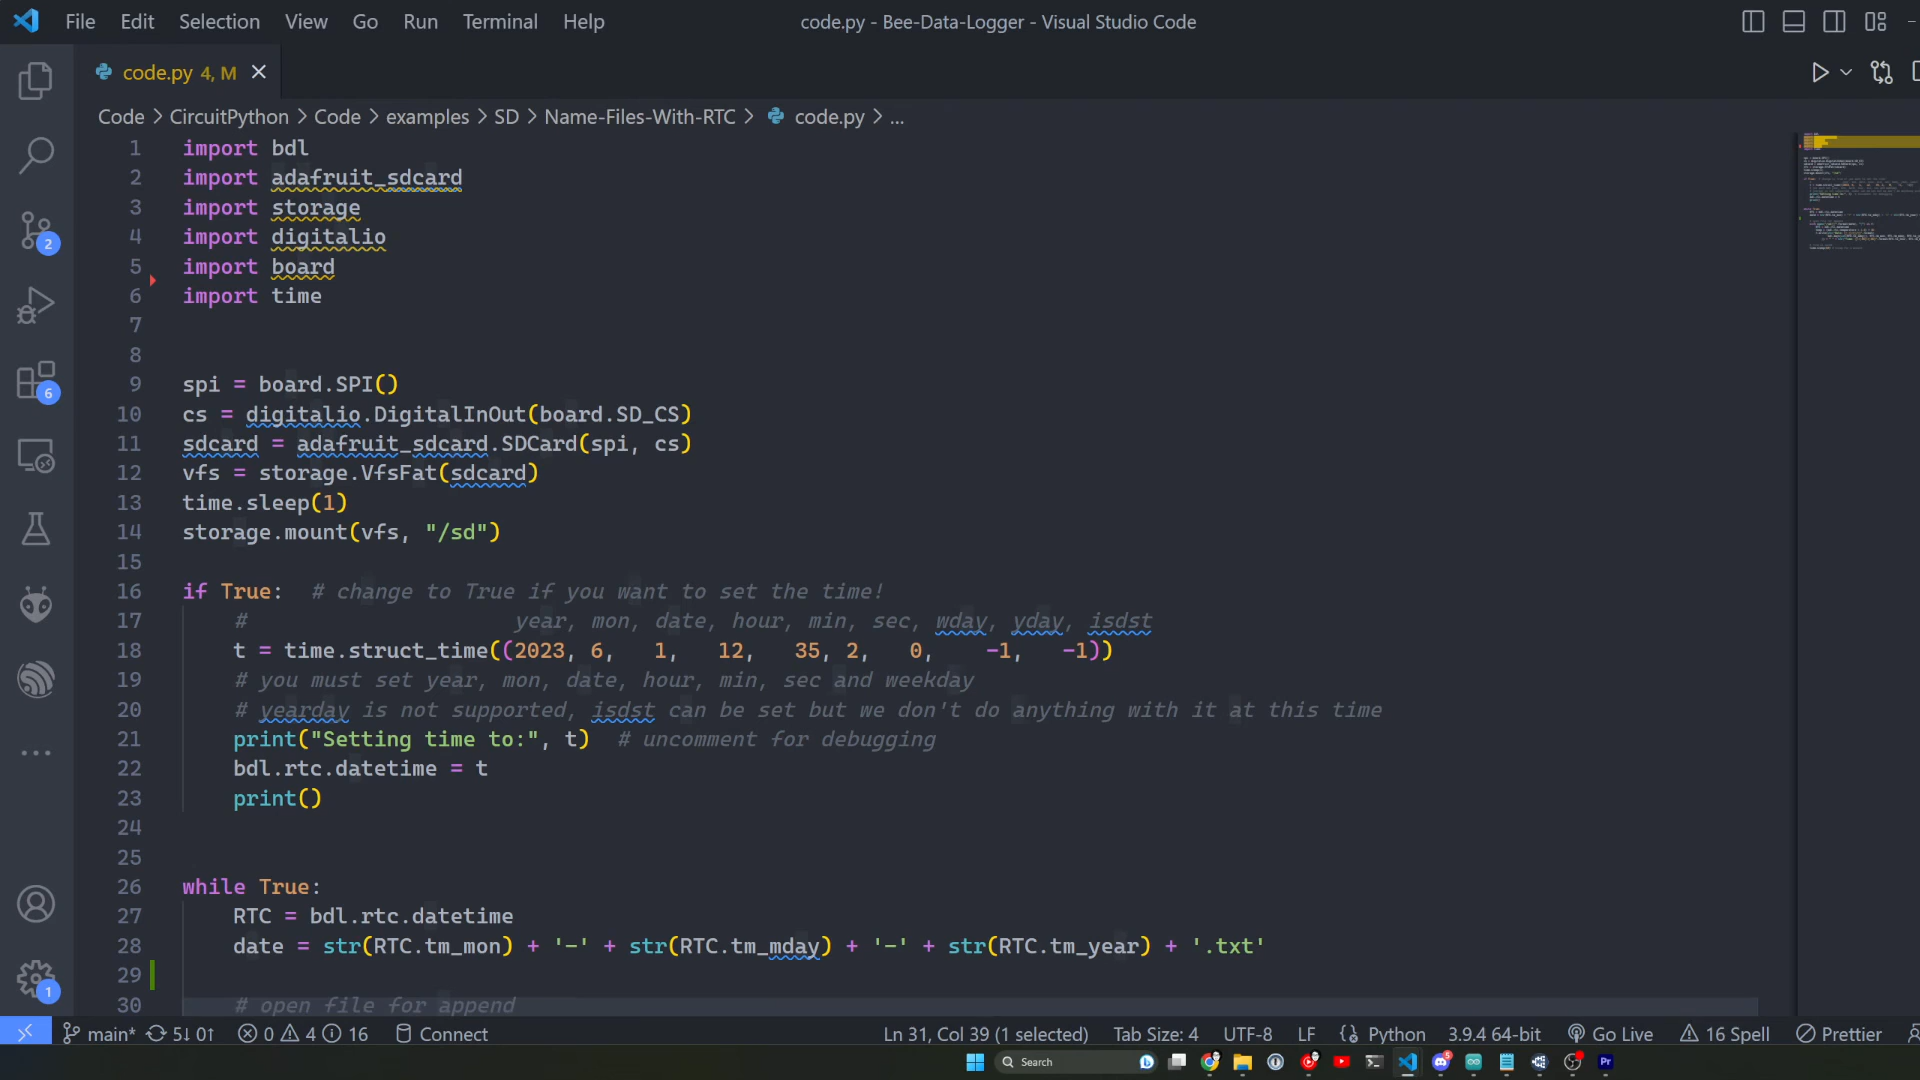 File Edit Selection View Go Run Terminal Help code.py - Bee-Data-Logger - Visual Studio Code
code.py 4, M
Code > CircuitPython > Code > examples > SD > Name-Files-With-RTC > code.py > ...
1 import bdl
2 import adafruit_sdcard
3 import storage
4 import digitalio
5 import board
6 import time
7
8
9 spi = board.SPI()
10 cs = digitalio.DigitalInOut(board.SD_CS)
11 sdcard = adafruit_sdcard.SDCard(spi, cs)
12 vfs = storage.VfsFat(sdcard)
13 time.sleep(1)
14 storage.mount(vfs, "/sd")
15
16 if True:  # change to True if you want to set the time!
17 # year, mon, date, hour, min, sec, wday, yday, isdst
18 t = time.struct_time((2023, 6, 1, 12, 35, 2, 0, -1, -1))
19 # you must set year, mon, date, hour, min, sec and weekday
20 # yearday is not supported, isdst can be set but we don't do anything with it at this time
21 print("Setting time to:", t)  # uncomment for debugging
22 bdl.rtc.datetime = t
23 print()
24
25
26 while True:
27 RTC = bdl.rtc.datetime
28 date = str(RTC.tm_mon) + '-' + str(RTC.tm_mday) + '-' + str(RTC.tm_year) + '.txt'
29
30 # open file for append
2
6
1
main* 5↓ 0↑ 0 4 16 Connect Ln 31, Col 39 (1 selected) Tab Size: 4 UTF-8 LF Python 3.9.4 64-bit Go Live 16 Spell Prettier
Search 5 Pr